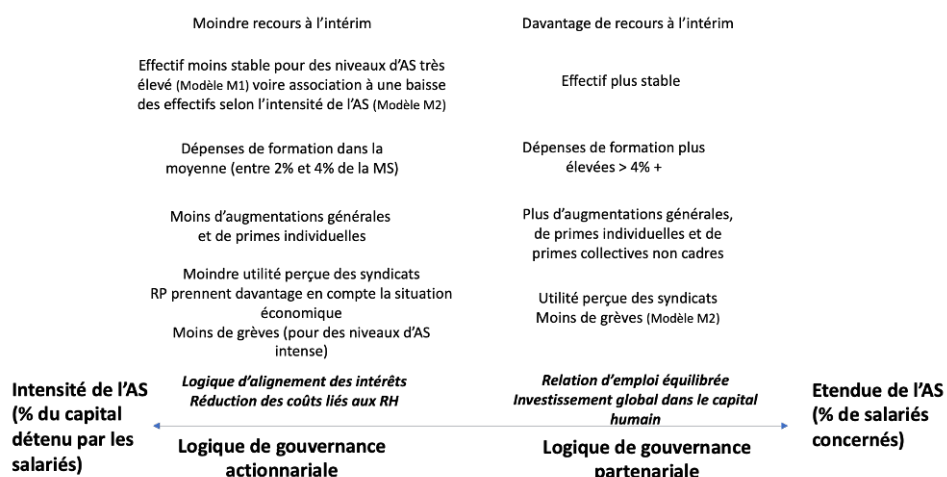 Moindre recours à l'intérim
Davantage de recours à l'intérim
Effectif moins stable pour des niveaux d'AS très
élevé (Modèle M1) voire association à une baisse
des effectifs selon l'intensité de l'AS (Modèle M2)
Effectif plus stable
Dépenses de formation dans la
moyenne (entre 2% et 4% de la MS)
Dépenses de formation plus
élevées > 4% +
Moins d'augmentations générales
et de primes individuelles
Plus d'augmentations générales,
de primes individuelles et de
primes collectives non cadres
Moindre utilité perçue des syndicats
RP prennent davantage en compte la situation
économique
Moins de grèves (pour des niveaux d'AS
intense)
Utilité perçue des syndicats
Moins de grèves (Modèle M2)
Intensité de l'AS
(% du capital
détenu par les
salariés)
Logique d'alignement des intérêts
Réduction des coûts liés aux RH
Relation d'emploi équilibrée
Investissement global dans le capital
humain
Etendue de l'AS
(% de salariés
concernés)
Logique de gouvernance
actionnariale
Logique de gouvernance
partenariale